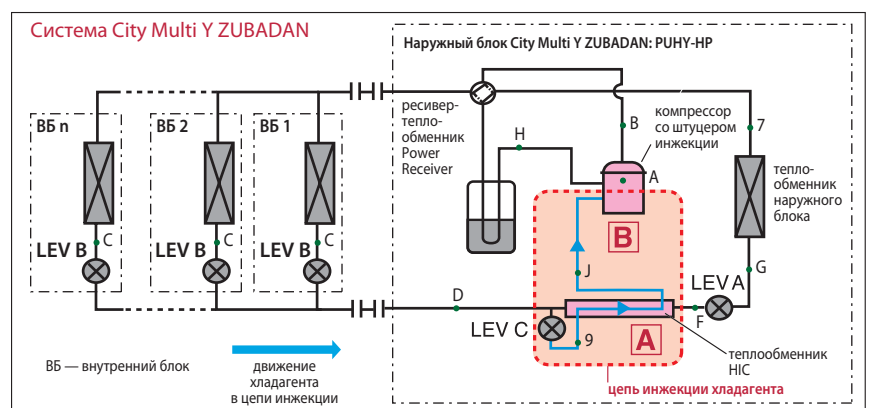 Система City Multi Y ZUBADAN
Наружный блок City Multi Y ZUBADAN: PUHY-HP
ВБ n
ВБ 2
ВБ 1
ресивер-
тепло-
обменник
Power
Receiver
H
B
компрессор
со штуцером
инжекции
A
7
тепло-
обменник
наружного
блока
LEV B
C
LEV B
C
LEV B
C
B
J
G
LEV A
D
F
LEV C
9
A
теплообменник
HIC
ВБ — внутренний блок
движение
хладагента
в цепи инжекции
цепь инжекции хладагента